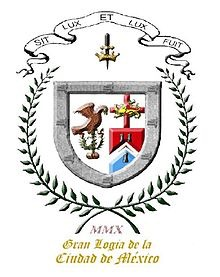 SIT LUX ET LUX FUIT
MMX
Gran Logia de la
Ciudad de México